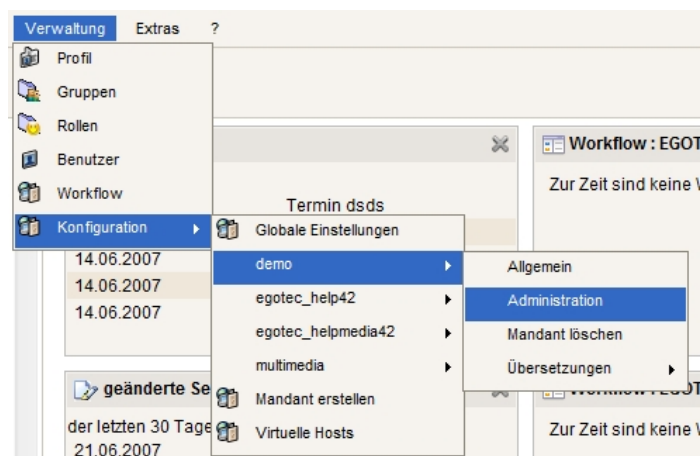 Verwaltung Extras ?
Profil
Gruppen
Rollen
Benutzer
Workflow
Konfiguration
Globale Einstellungen
demo
egotec_help42
egotec_helpmedia42
multimedia
Mandant erstellen
Virtuelle Hosts
Allgemein
Administration
Mandant löschen
Übersetzungen
Workflow : EGOT
Zur Zeit sind keine
Termin dsds
14.06.2007
14.06.2007
14.06.2007
geänderte Se
der letzten 30 Tage
21.06.2007
Zur Zeit sind keine